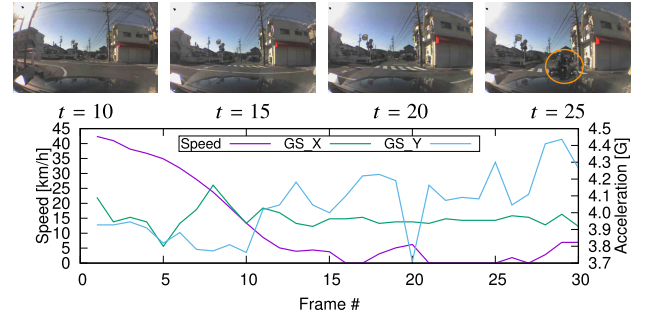 t = 10 t = 15 t = 20 t = 25
45 4.5
40 4.4
35 4.3
30 4.2
25 4.1
20 4.0
15 3.9
10 3.8
5 3.7
0
Speed GS_X GS_Y
Speed [km/h]
Acceleration [G]
0 5 10 15 20 25 30
Frame #